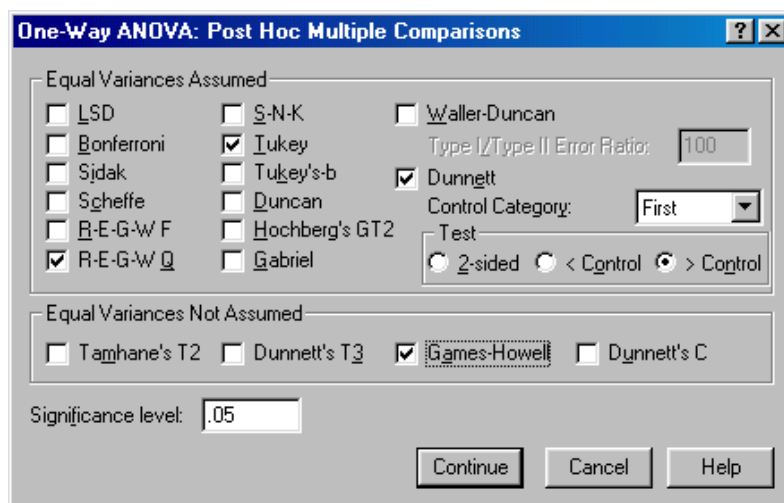 One-Way ANOVA: Post Hoc Multiple Comparisons
Equal Variances Assumed
LSD S-N-K Waller-Duncan
Bonferroni Tukey Type I/Type II Error Ratio: 100
Sidak Tukey's-b Dunnett
Scheffe Duncan Control Category: First
R-E-G-W F Hochberg's GT2 Test
R-E-G-W Q Gabriel 2-sided < Control > Control
Equal Variances Not Assumed
Tamhane's T2 Dunnett's T3 Games-Howell Dunnett's C
Significance level: .05
Continue Cancel Help